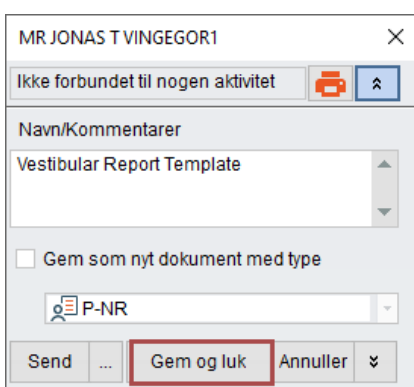 MR JONAS T VINGEGOR1
Ikke forbundet til nogen aktivitet
Navn/Kommentarer
Vestibular Report Template
Gem som nyt dokument med type
P-NR
Send ... Gem og luk Annuller